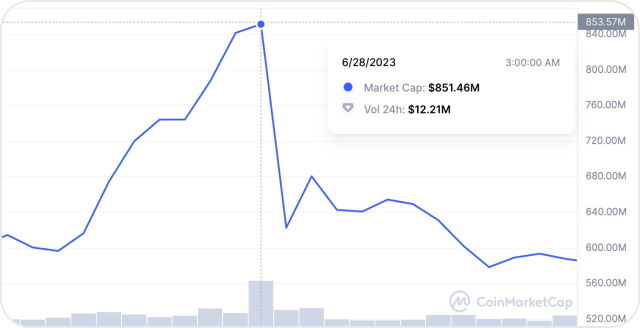 853.57M
840.00M
6/28/2023 3:00:00 AM
800.00M
Market Cap: $851.46M
Vol 24h: $12.21M
760.00M
720.00M
680.00M
640.00M
600.00M
560.00M
CoinMarketCap
520.00M